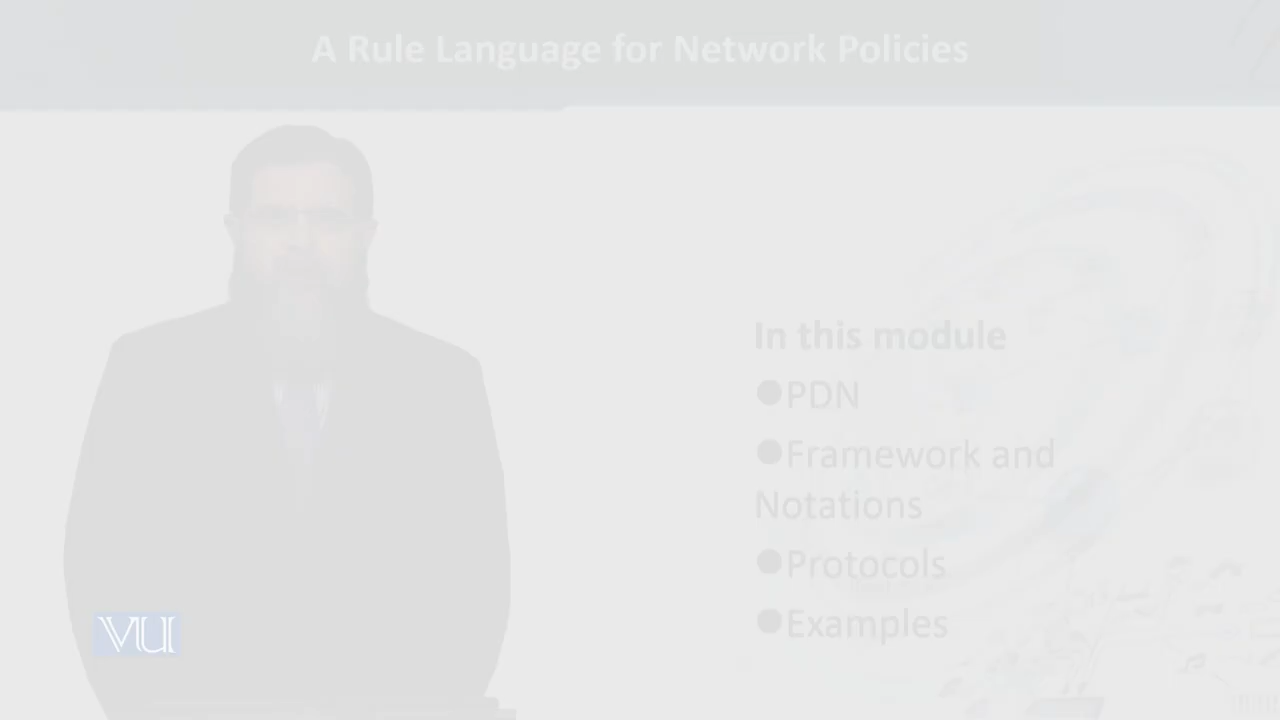 A Rule Language for Network Policies
In this module
●PDN
●Framework and
Notations
●Protocols
●Examples
VU